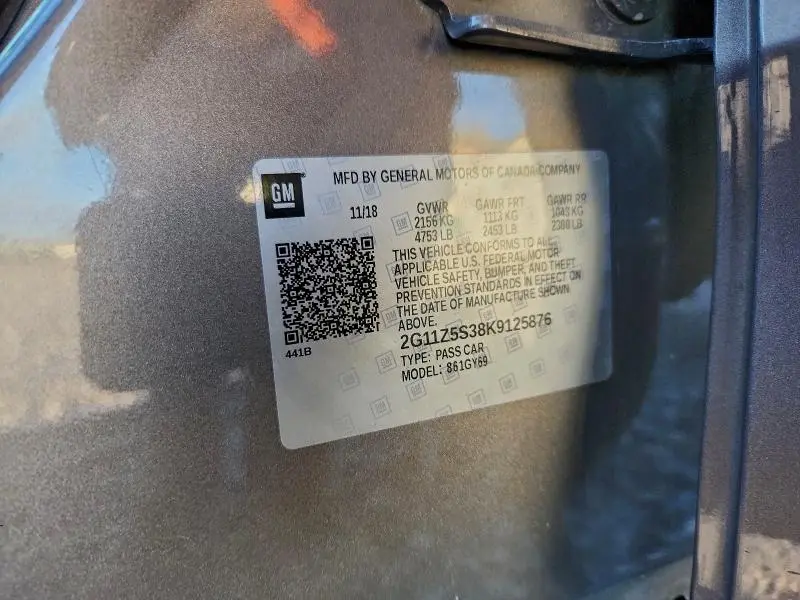 MFD BY GENERAL MOTORS OF CANADA COMPANY
GM
11/18
GVWR GAWR FRT GAWR RR
2156 KG 1113 KG 1043 KG
4753 LB 2453 LB 2300 LB
THIS VEHICLE CONFORMS TO ALL
APPLICABLE U.S. FEDERAL MOTOR
VEHICLE SAFETY, BUMPER, AND THEFT
PREVENTION STANDARDS IN EFFECT ON
THE DATE OF MANUFACTURE SHOWN
ABOVE.
441B
2G11Z5S38K9125876
TYPE: PASS CAR
MODEL: 861GY69